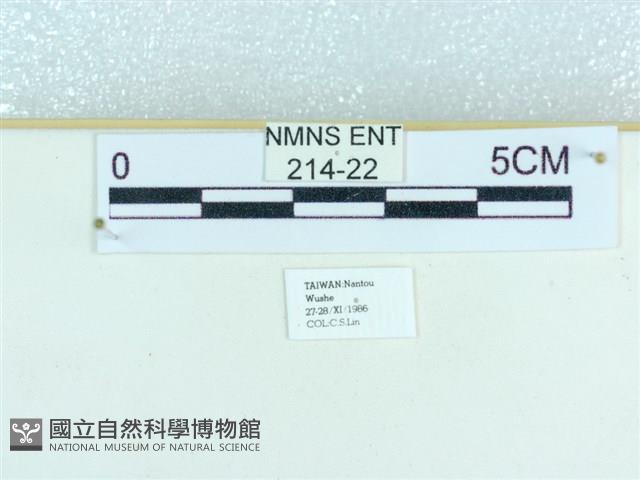 NMNS ENT
214-22
0 5CM
TAIWAN:Nantou
Wushe
27-28/XI/1986
COL:C.S.Lin
國立自然科學博物館
NATIONAL MUSEUM OF NATURAL SCIENCE